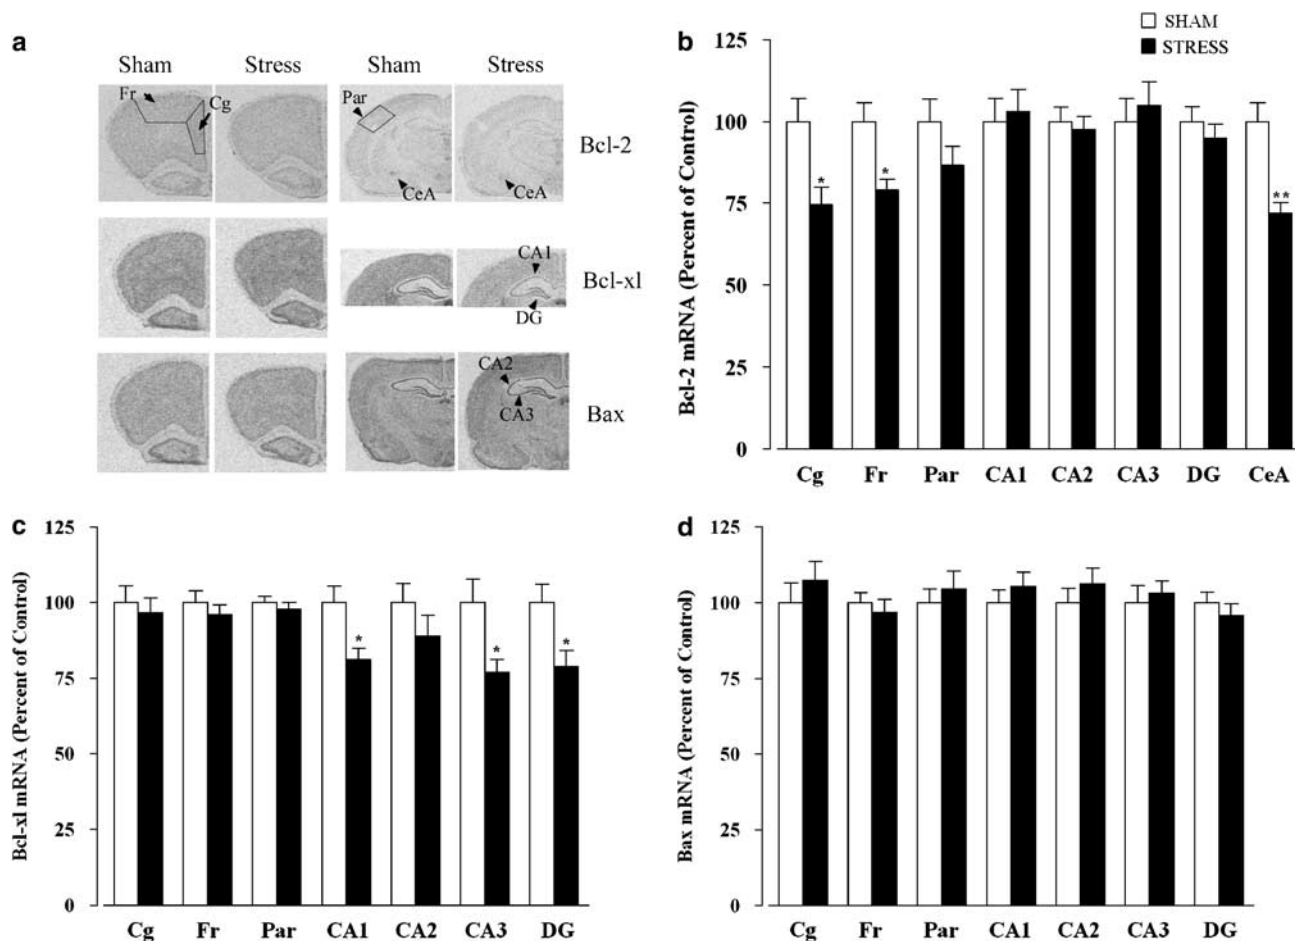 a
Sham Stress Sham Stress
Fr Cg Par
Bcl-2
CeA CeA
CA1
Bcl-xl
DG
CA2
Bax
CA3
b
SHAM
STRESS
Bcl-2 mRNA (Percent of Control)
125
100
75
50
25
0
* * **
Cg Fr Par CA1 CA2 CA3 DG CeA
c
Bcl-xl mRNA (Percent of Control)
125
100
75
50
25
0
* * *
Cg Fr Par CA1 CA2 CA3 DG
d
Bax mRNA (Percent of Control)
125
100
75
50
25
0
Cg Fr Par CA1 CA2 CA3 DG